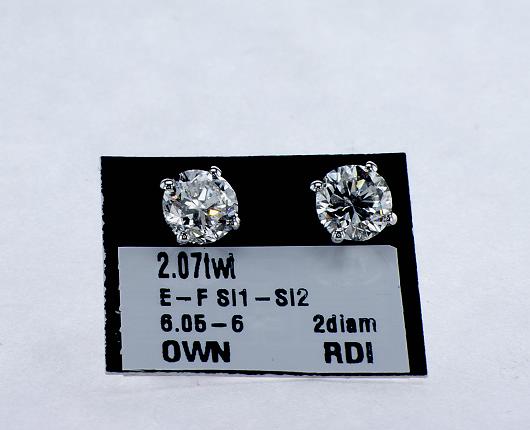 2.07twt
E-F SI1-SI2
6.05-6 2diam
OWN RDI